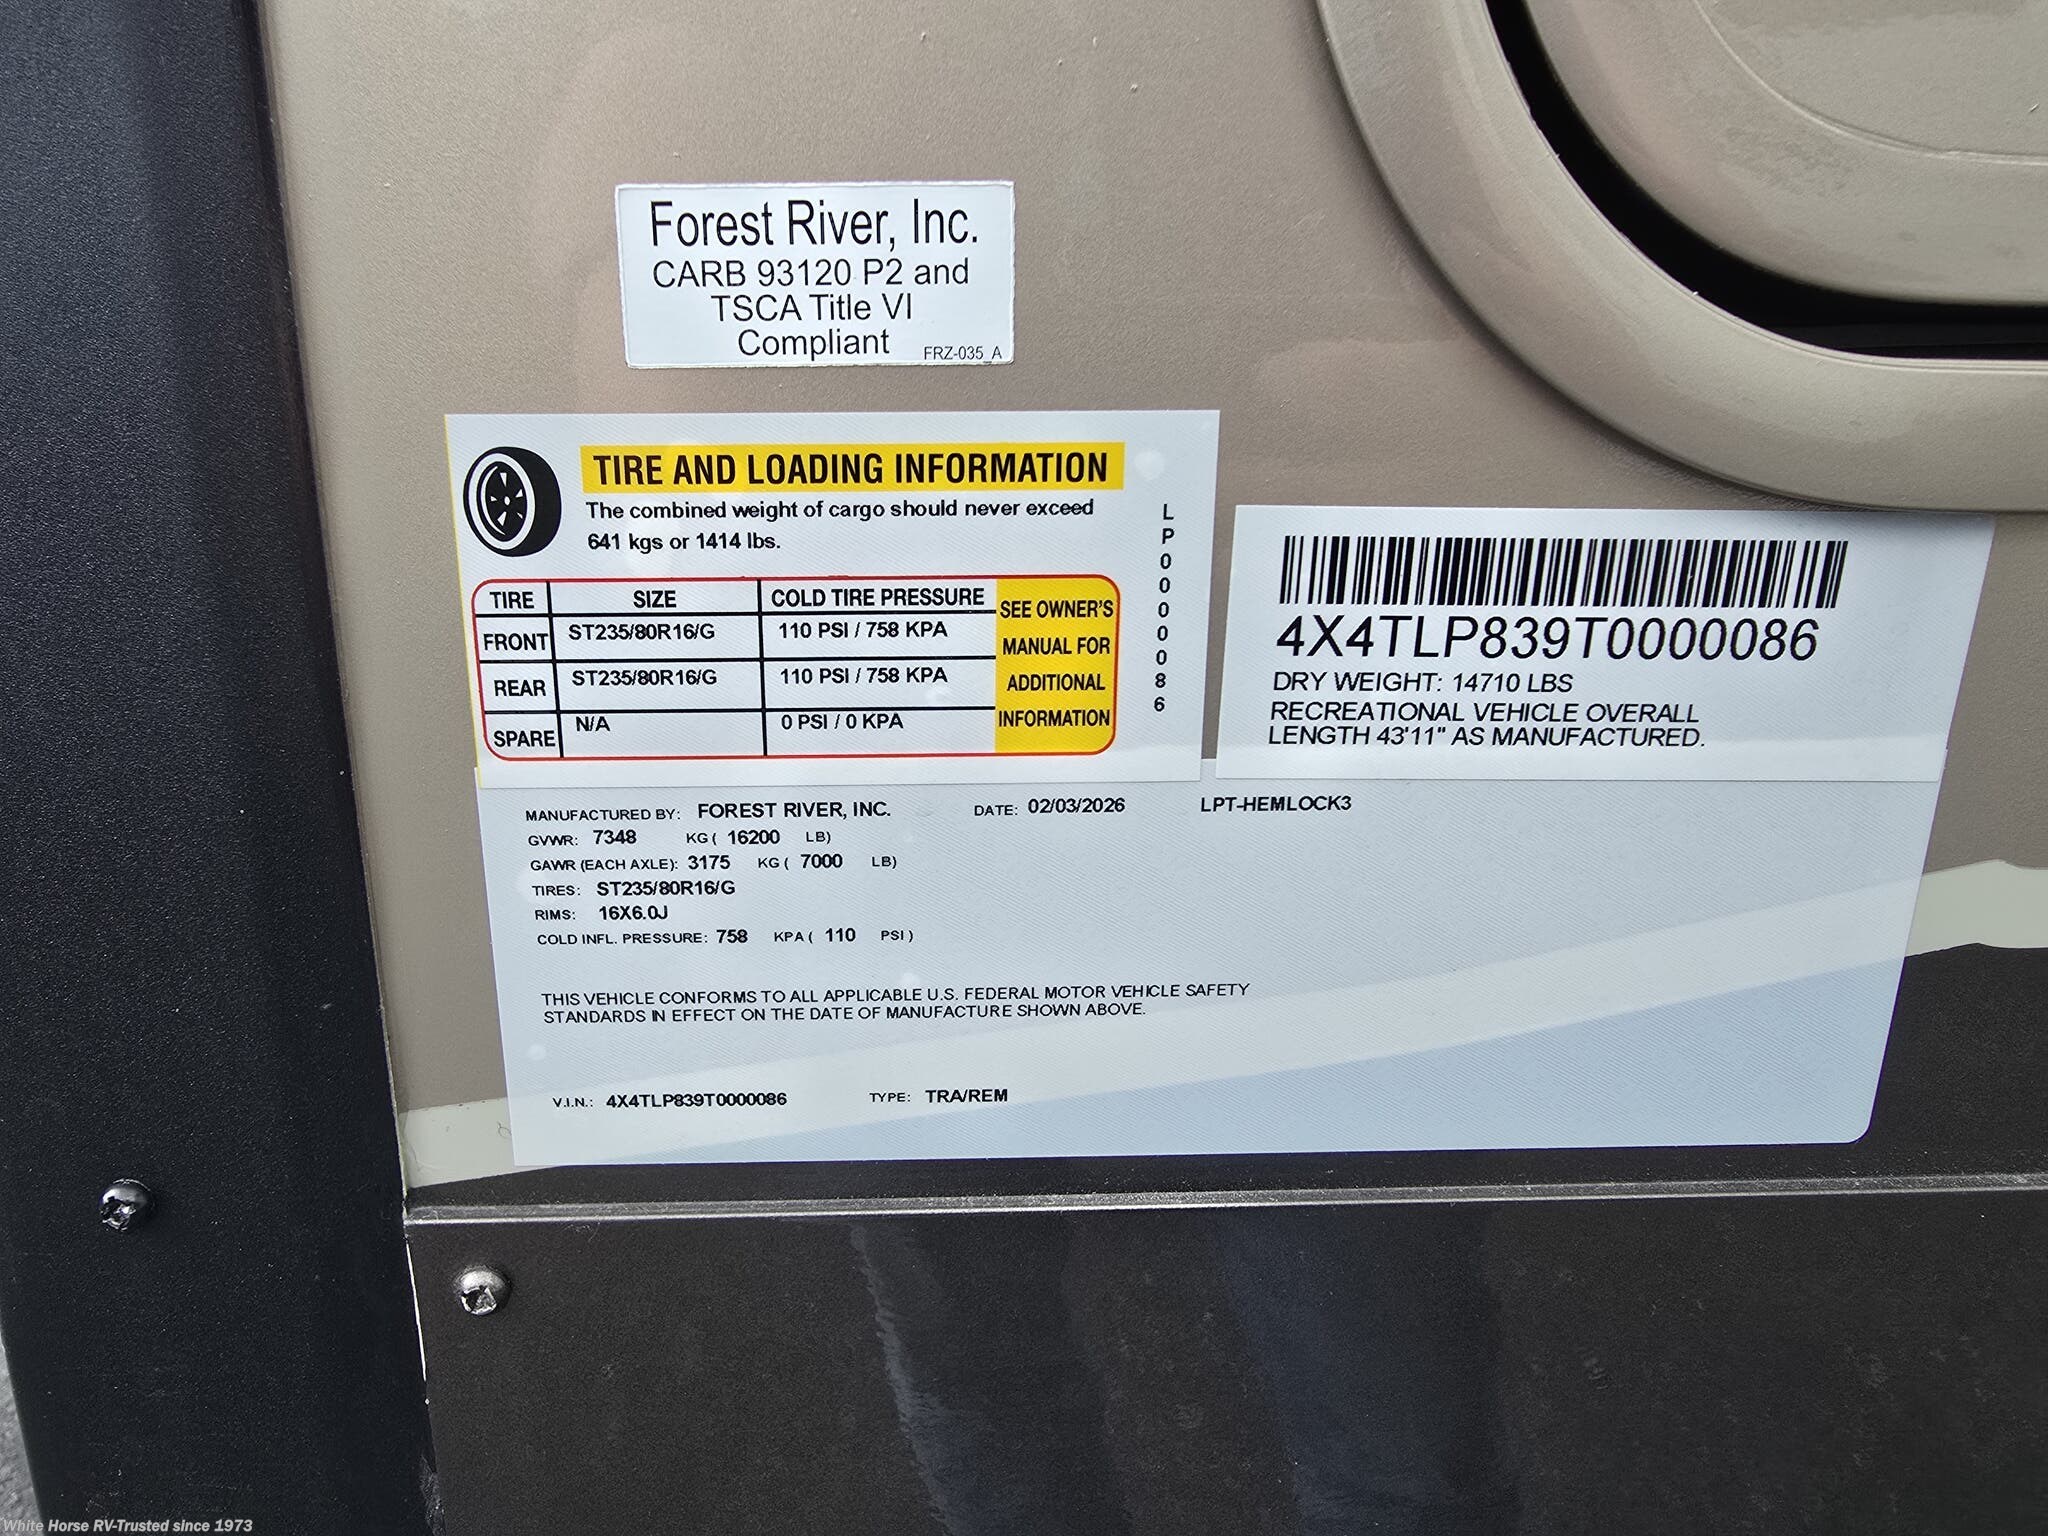 Forest River, Inc.
CARB 93120 P2 and
TSCA Title VI
Compliant
FRZ-035_A
TIRE AND LOADING INFORMATION
The combined weight of cargo should never exceed
641 kgs or 1414 lbs.
TIRE SIZE COLD TIRE PRESSURE
FRONT ST235/80R16/G 110 PSI / 758 KPA
REAR ST235/80R16/G 110 PSI / 758 KPA
SPARE N/A 0 PSI / 0 KPA
SEE OWNER'S
MANUAL FOR
ADDITIONAL
INFORMATION
LP0000086
4X4TLP839T0000086
DRY WEIGHT: 14710 LBS
RECREATIONAL VEHICLE OVERALL
LENGTH 43'11" AS MANUFACTURED.
MANUFACTURED BY: FOREST RIVER, INC. DATE: 02/03/2026 LPT-HEMLOCK3
GVWR: 7348 KG ( 16200 LB)
GAWR (EACH AXLE): 3175 KG ( 7000 LB)
TIRES: ST235/80R16/G
RIMS: 16X6.0J
COLD INFL. PRESSURE: 758 KPA ( 110 PSI )
THIS VEHICLE CONFORMS TO ALL APPLICABLE U.S. FEDERAL MOTOR VEHICLE SAFETY
STANDARDS IN EFFECT ON THE DATE OF MANUFACTURE SHOWN ABOVE.
V.I.N.: 4X4TLP839T0000086 TYPE: TRA/REM
White Horse RV-Trusted since 1973